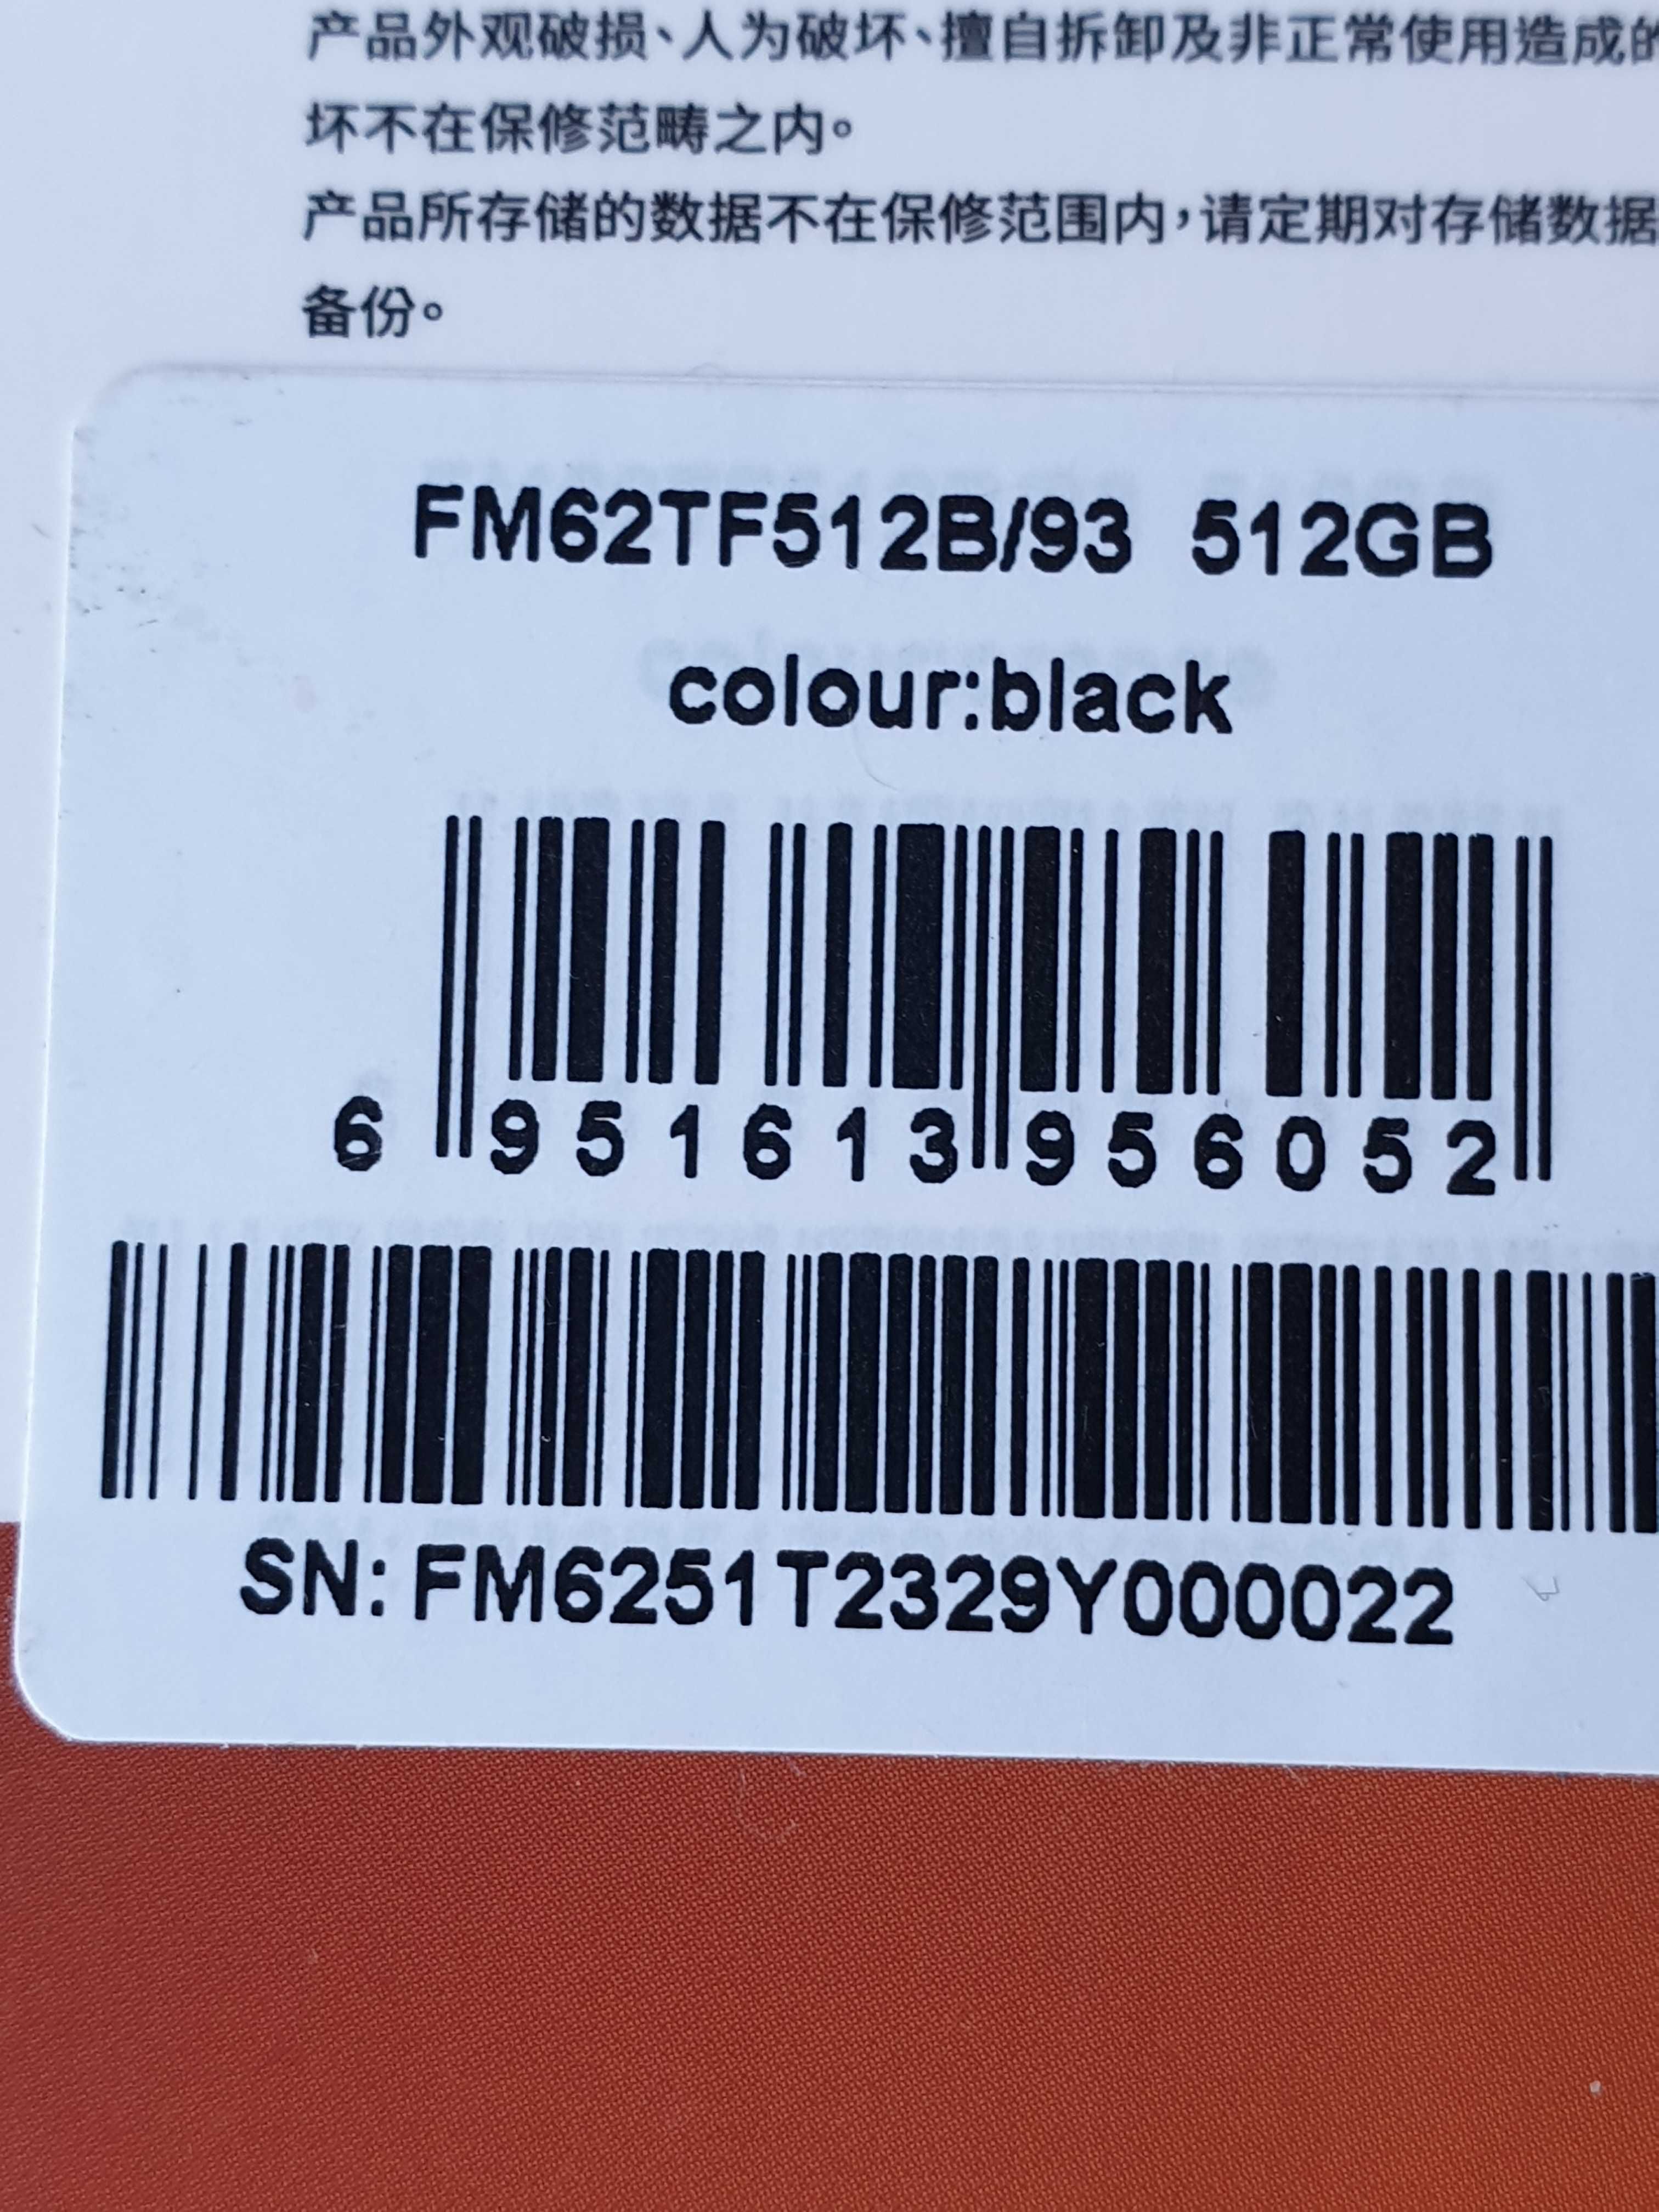 产品外观破损、人为破坏、擅自拆卸及非正常使用造成的
坏不在保修范畴之内。
产品所存储的数据不在保修范围内,请定期对存储数据
备份。
FM62TF512B/93 512GB
colour:black
6 951613 956052
SN: FM6251T2329Y000022